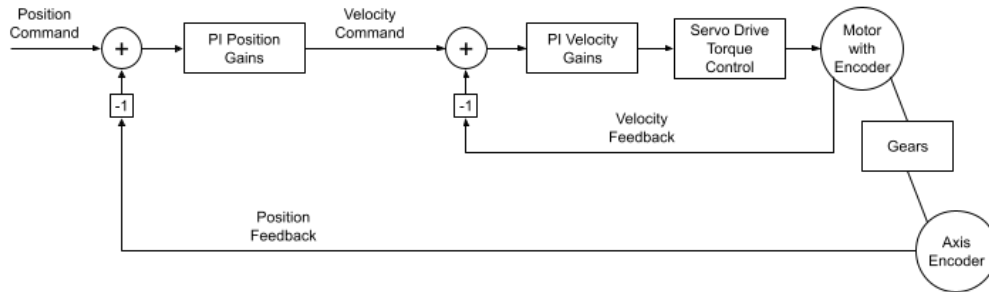 Position
Command
+
PI Position
Gains
Velocity
Command
+
PI Velocity
Gains
Servo Drive
Torque
Control
Motor
with
Encoder
-1
-1
Velocity
Feedback
Gears
Position
Feedback
Axis
Encoder